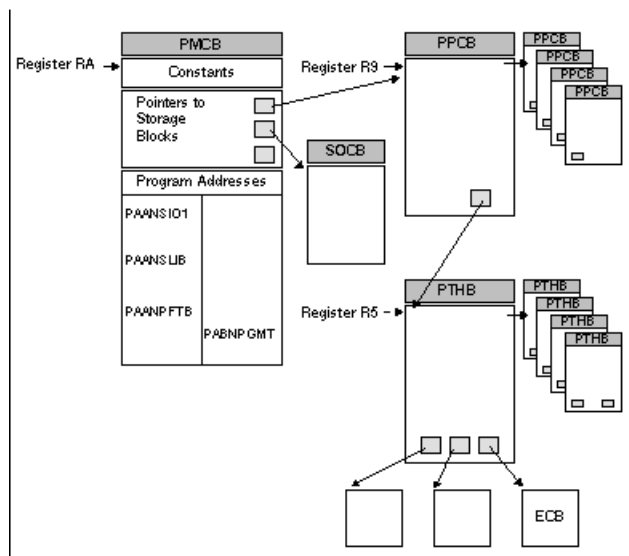 PMCB
Register RA
Constants
Pointers to
Storage
Blocks
Program Addresses
PAANSIO1
PAANSLIB
PAANPFTB
PABNPGMT
SOCB
PPCB
Register R9
PPCB
PPCB
PPCB
PPCB
PTHB
Register R5
PTHB
PTHB
PTHB
PTHB
ECB